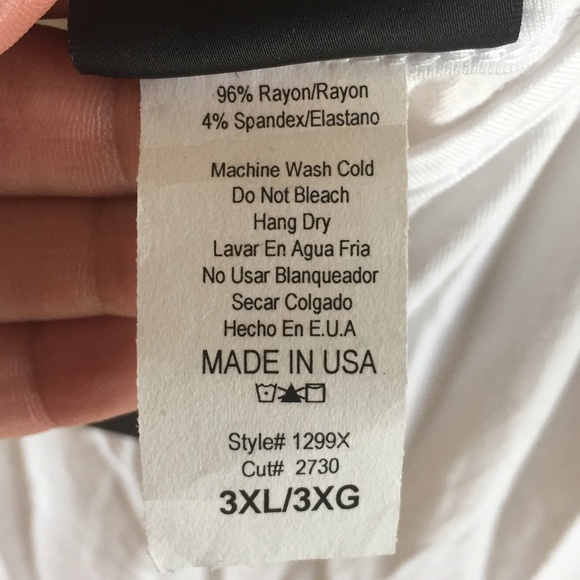 96% Rayon/Rayon
4% Spandex/Elastano
Machine Wash Cold
Do Not Bleach
Hang Dry
Lavar En Agua Fria
No Usar Blanqueador
Secar Colgado
Hecho En E.U.A
MADE IN USA
Style# 1299X
Cut# 2730
3XL/3XG